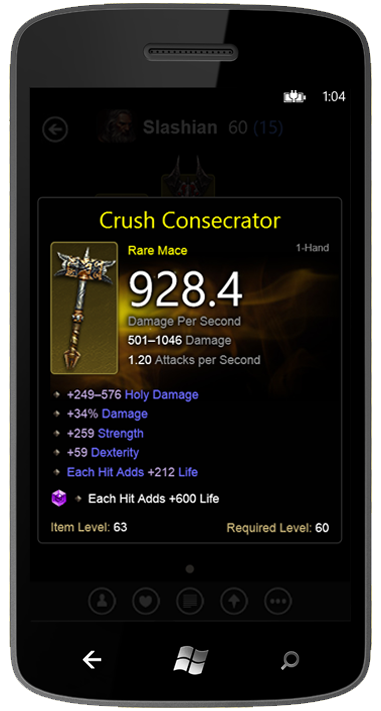 1:04
Slashian 60 (15)
Crush Consecrator
Rare Mace
1-Hand
928.4
Damage Per Second
501–1046 Damage
1.20 Attacks per Second
+249–576 Holy Damage
+34% Damage
+259 Strength
+59 Dexterity
Each Hit Adds +212 Life
Each Hit Adds +600 Life
Item Level: 63
Required Level: 60